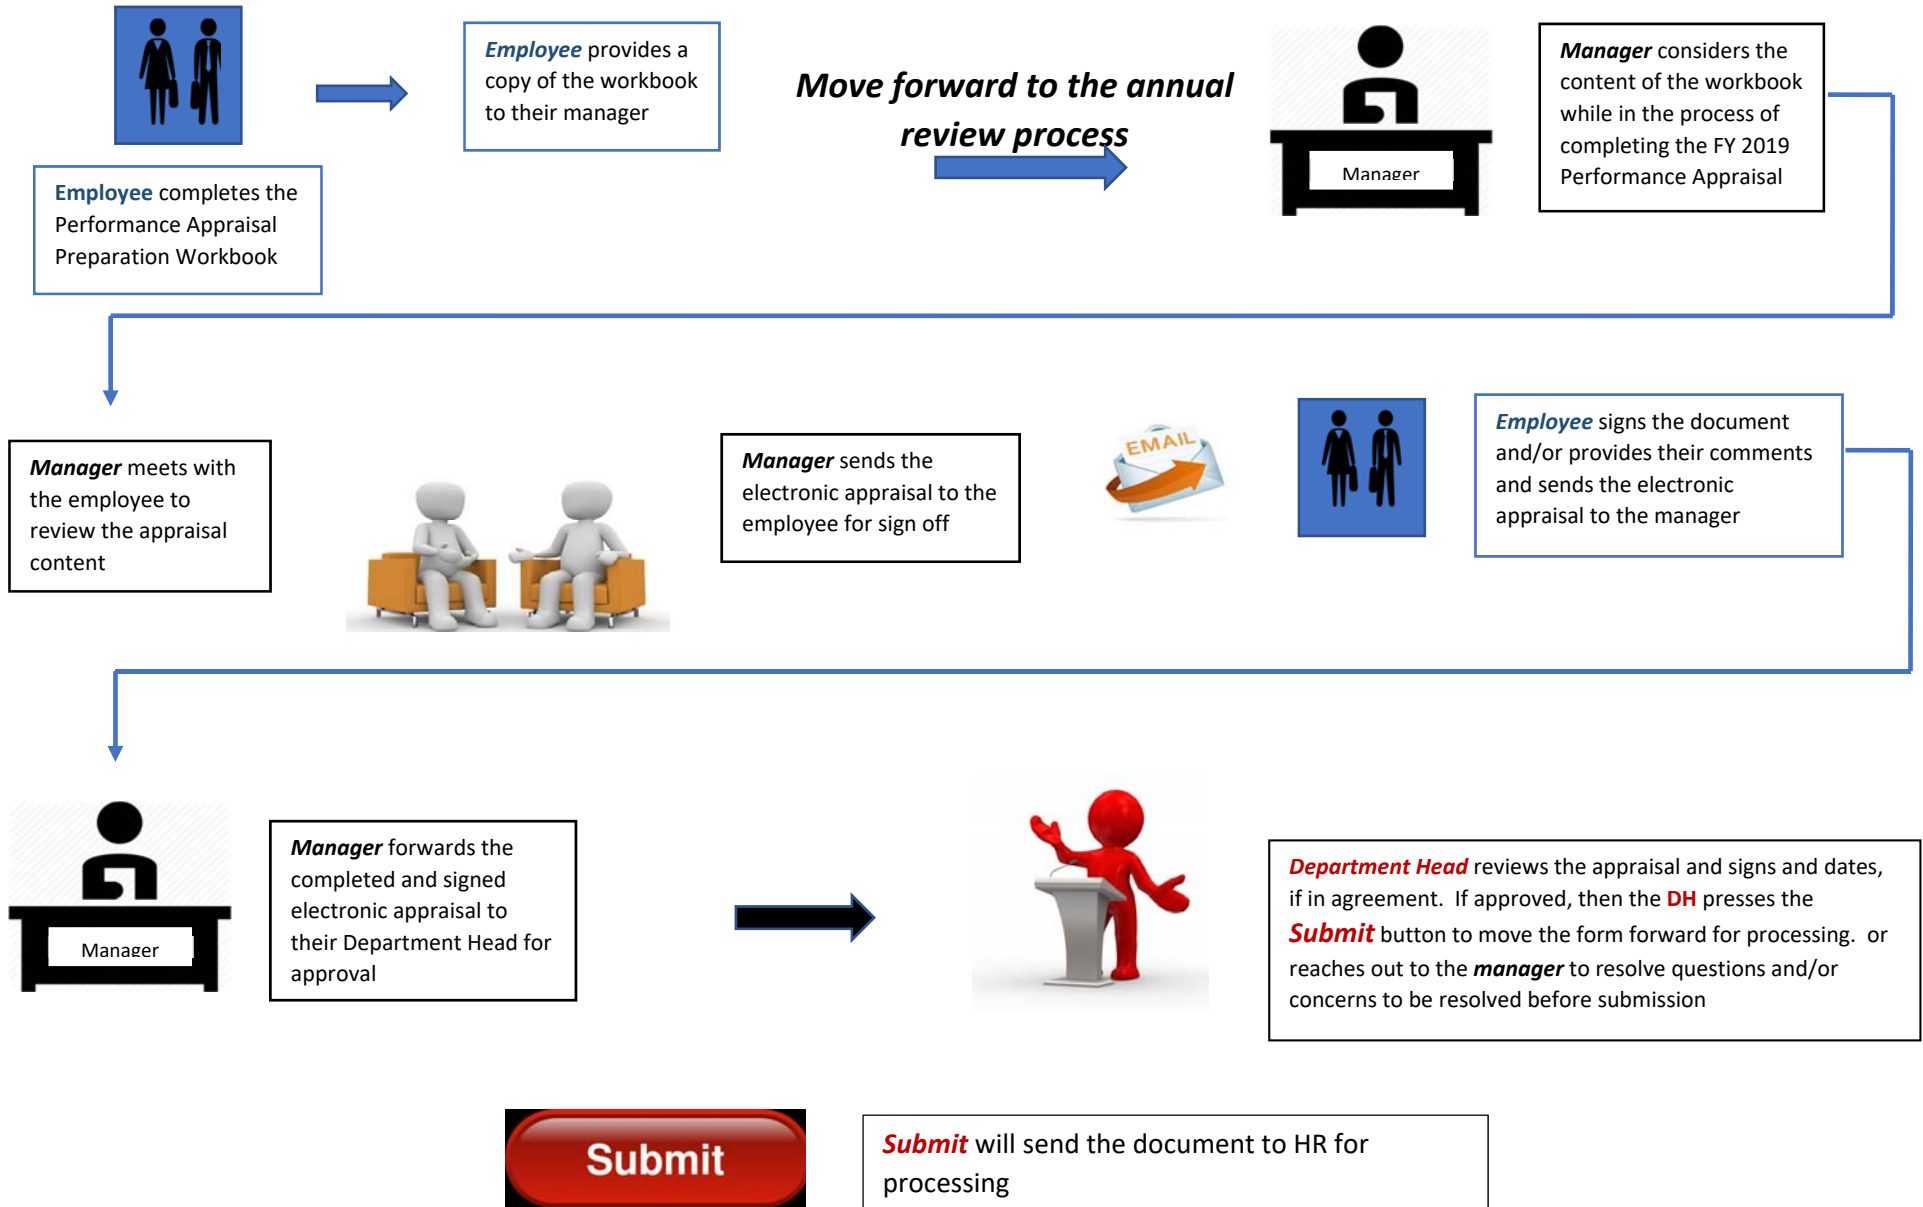 Employee provides a
copy of the workbook
to their manager
Move forward to the annual
review process
Manager
Manager considers the
content of the workbook
while in the process of
completing the FY 2019
Performance Appraisal
Employee completes the
Performance Appraisal
Preparation Workbook
Manager meets with
the employee to
review the appraisal
content
Manager sends the
electronic appraisal to the
employee for sign off
EMAIL
Employee signs the document
and/or provides their comments
and sends the electronic
appraisal to the manager
Manager
Manager forwards the
completed and signed
electronic appraisal to
their Department Head for
approval
Department Head reviews the appraisal and signs and dates,
if in agreement.  If approved, then the DH presses the
Submit button to move the form forward for processing.  or
reaches out to the manager to resolve questions and/or
concerns to be resolved before submission
Submit
Submit will send the document to HR for
processing